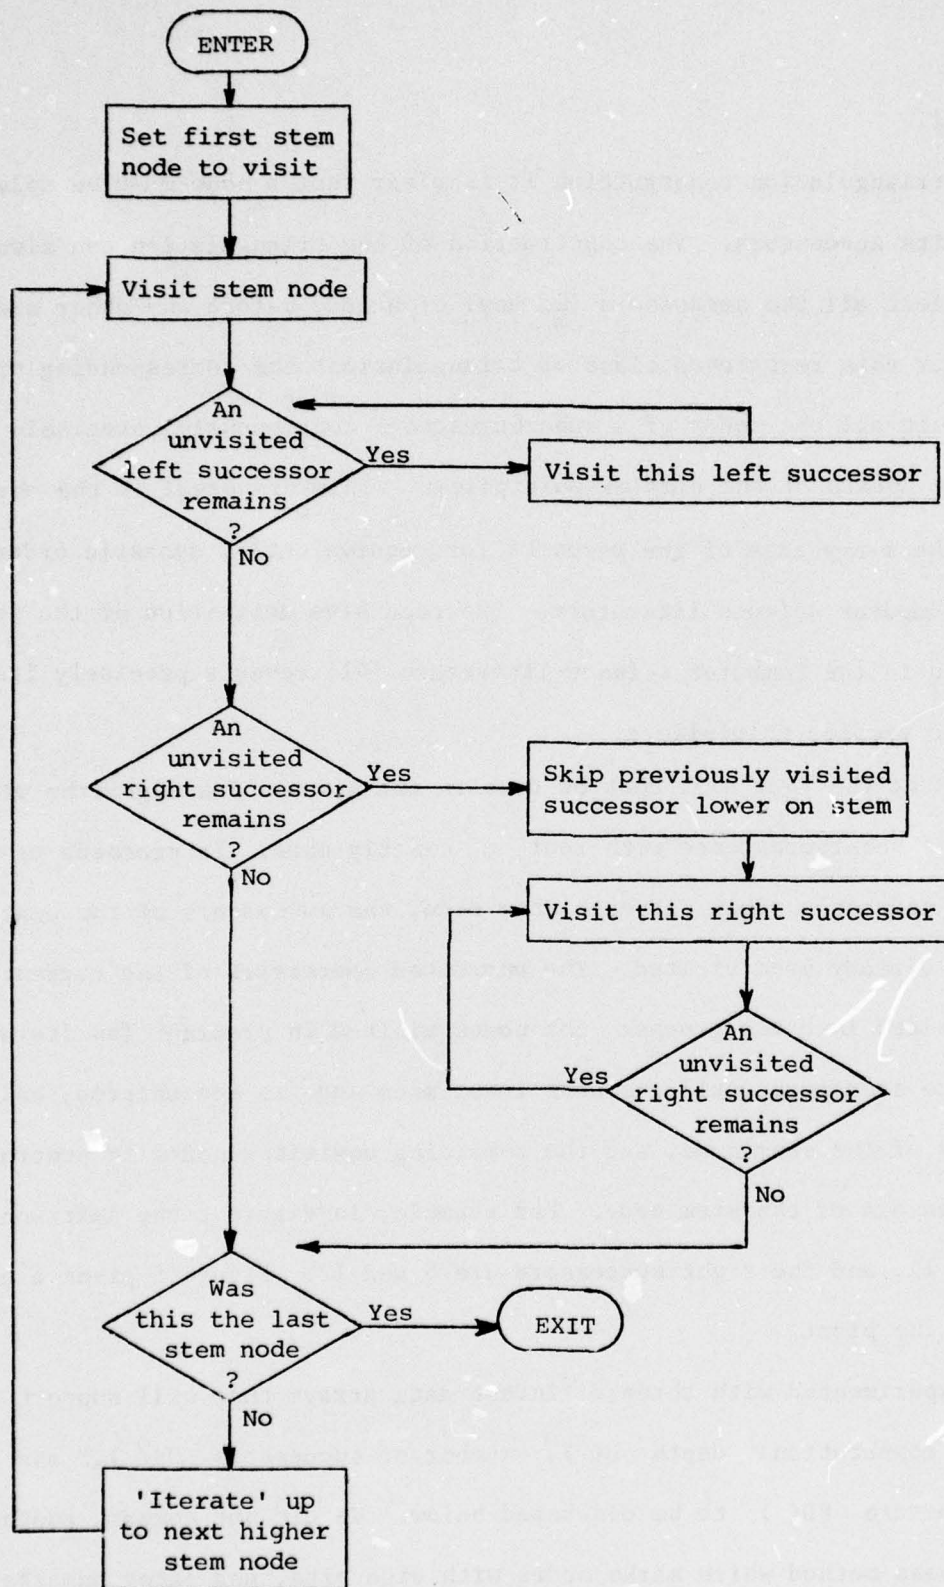 ENTER
Set first stem
node to visit
Visit stem node
An
unvisited
left successor
remains
?
Yes
Visit this left successor
No
An
unvisited
right successor
remains
?
Yes
Skip previously visited
successor lower on stem
No
Visit this right successor
An
unvisited
right successor
remains
?
Yes
No
Was
this the last
stem node
?
Yes
EXIT
No
'Iterate' up
to next higher
stem node